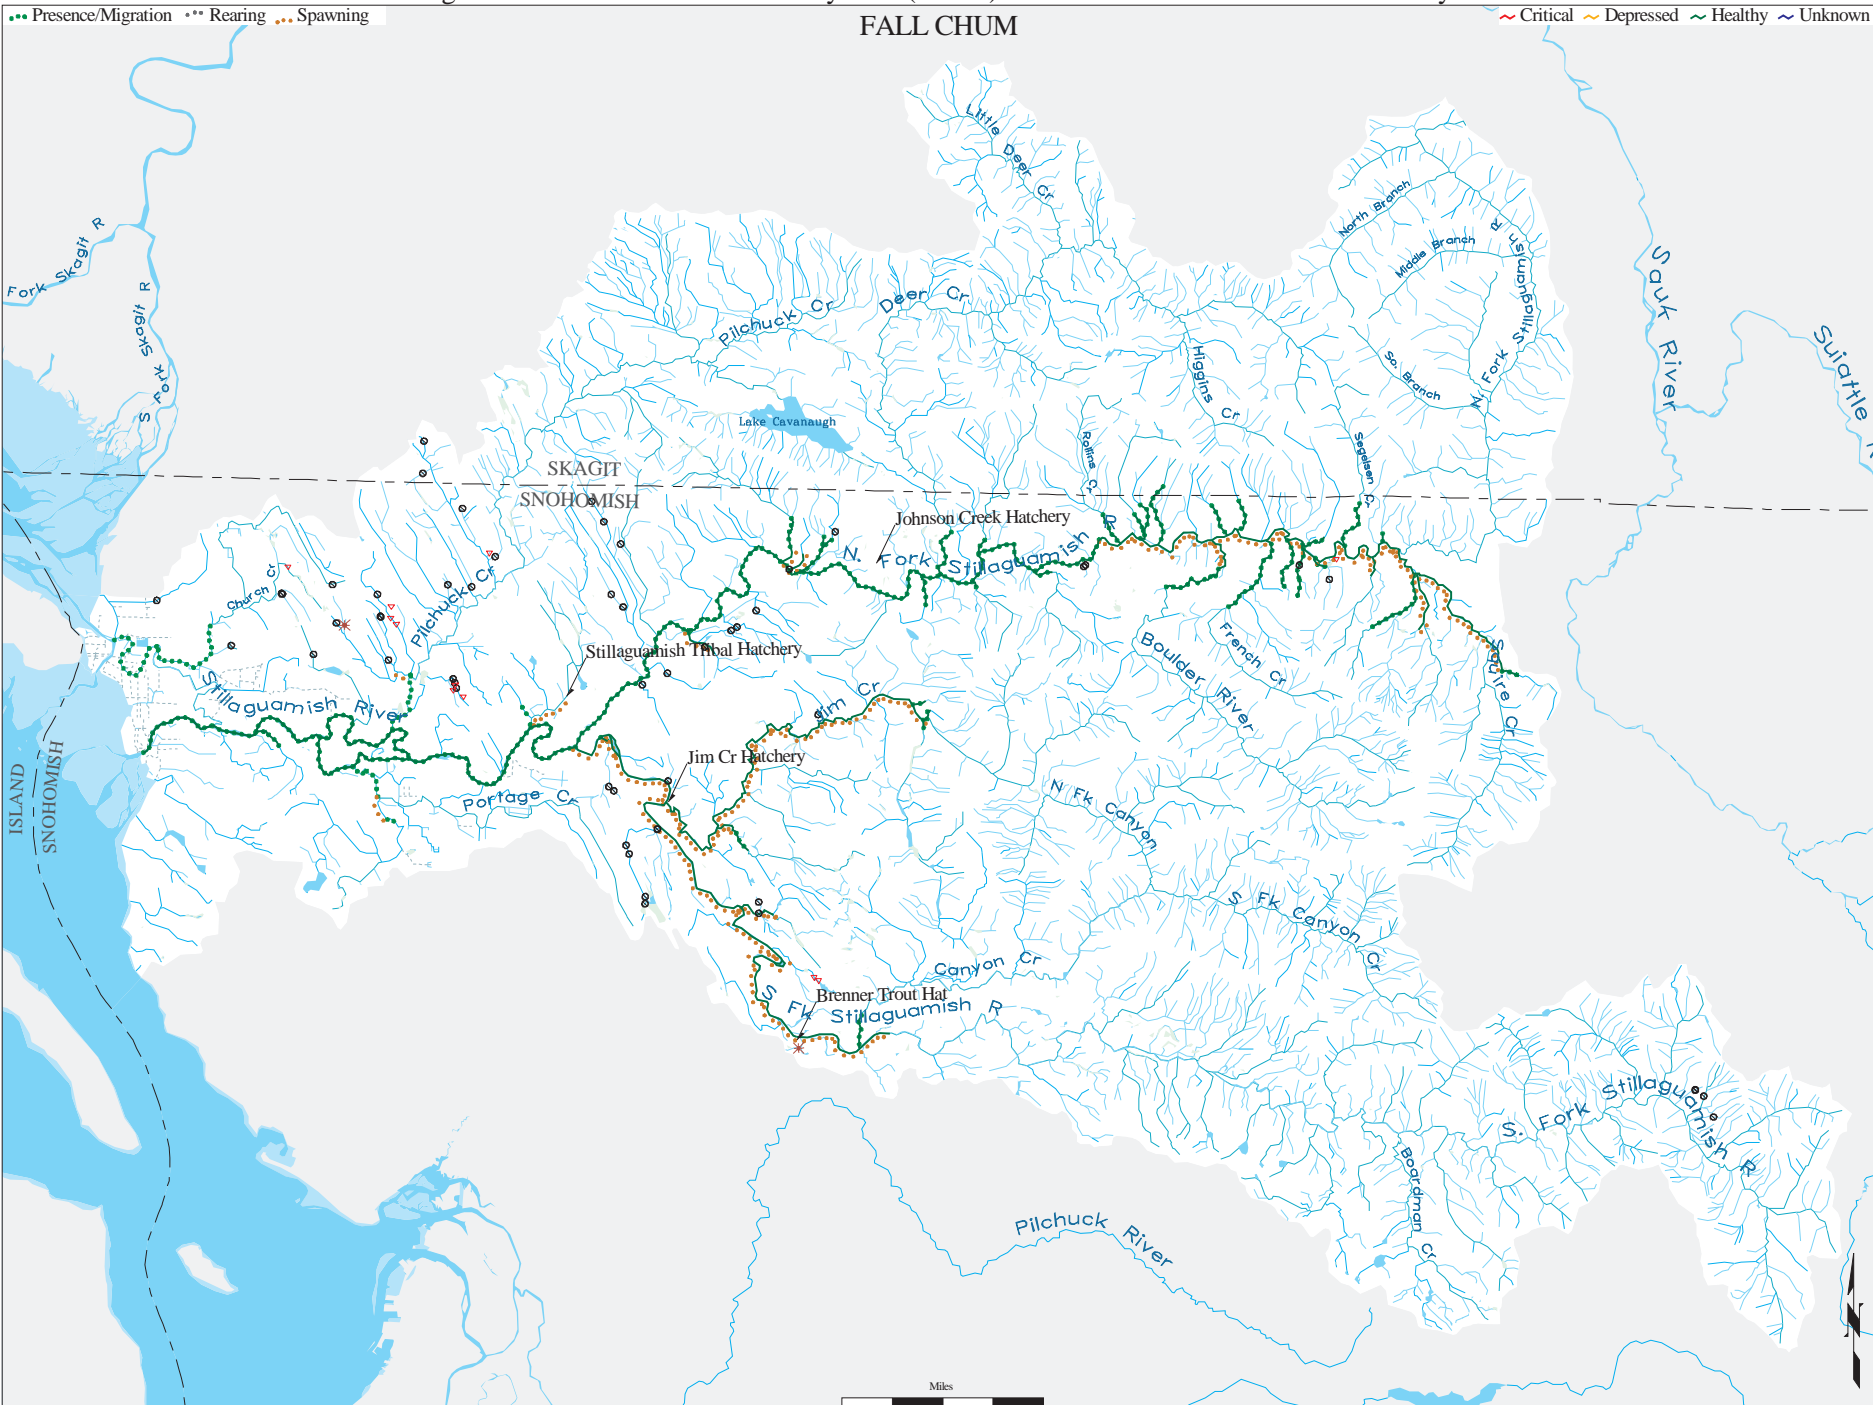 Presence/Migration Rearing Spawning
FALL CHUM
Critical Depressed Healthy Unknown
Little Deer Cr
North Branch
Middle Branch
N. Fork Stillaguamish R
So. Branch
Fork Skagit R
S Fork Skagit R
Sauk River
Suiattle
Pilchuck Cr
Deer Cr
Higgins Cr
Lake Cavanaugh
Rollins Cr
Segelsen Cr
SKAGIT
SNOHOMISH
Johnson Creek Hatchery
N. Fork Stillaguamish R
Church Cr
Pilchuck Cr
Stillaguamish Tribal Hatchery
Boulder River
French Cr
Squire Cr
Stillaguamish River
Jim Cr
Jim Cr Hatchery
ISLAND
SNOHOMISH
Portage Cr
N Fk Canyon
S Fk Canyon Cr
Canyon Cr
Brenner Trout Hat
S Fk Stillaguamish R
S. Fork Stillaguamish R
Boardman Cr
Pilchuck River
N
Miles